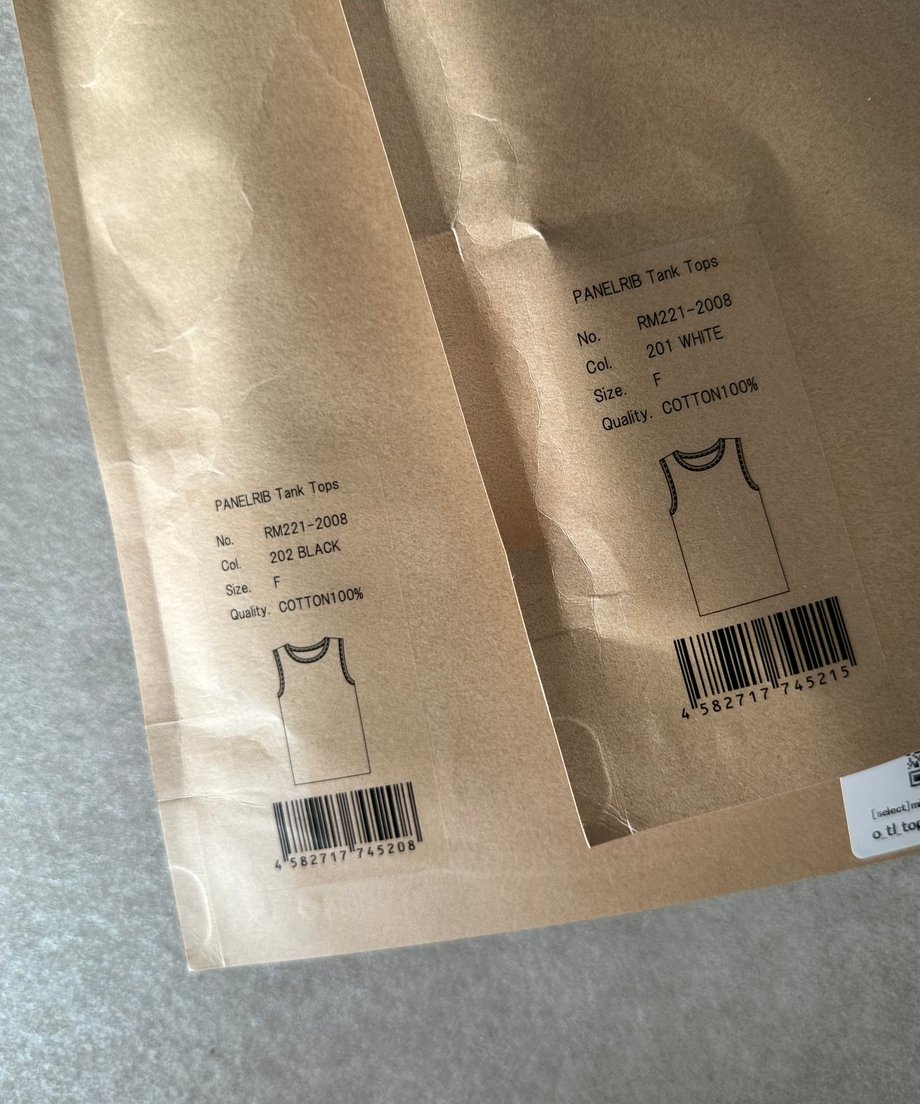 PANELRIB Tank Tops
No. RM221-2008
Col. 202 BLACK
Size. F
Quality. COTTON100%
4 582717 745208
PANELRIB Tank Tops
No. RM221-2008
Col. 201 WHITE
Size. F
Quality. COTTON100%
4 582717 745215
[select]